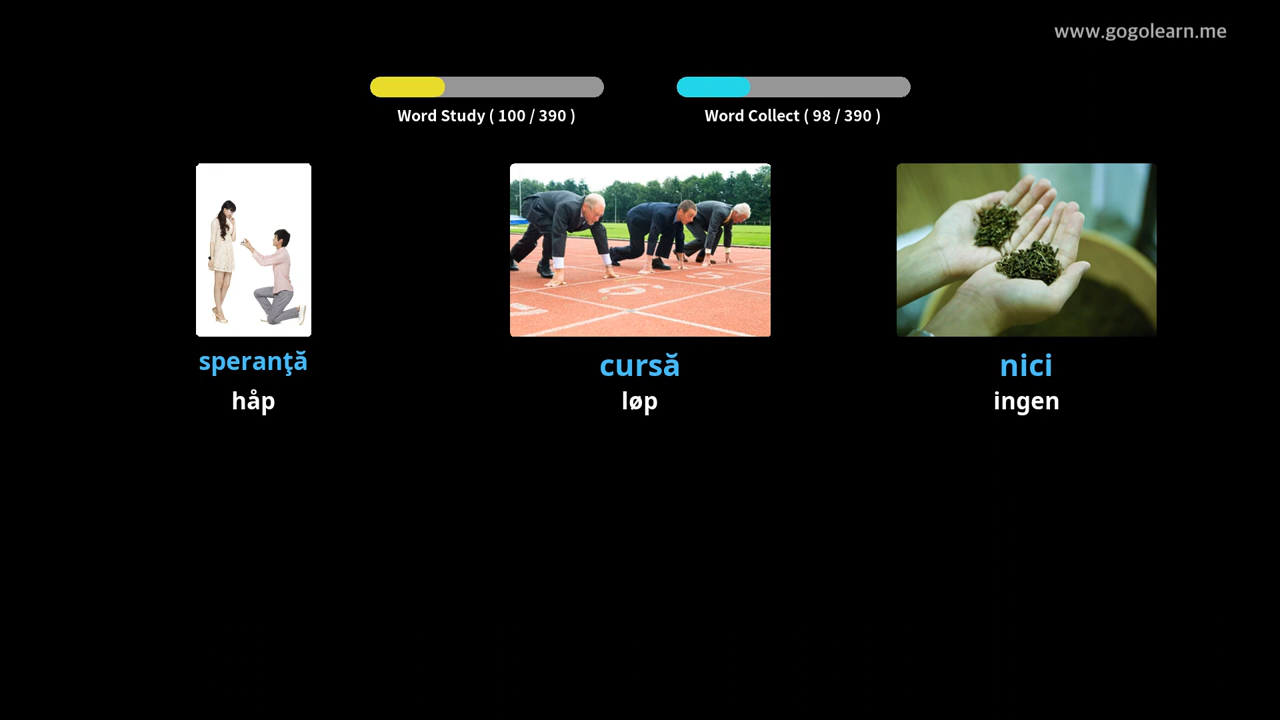 www.gogolearn.me
Word Study ( 100 / 390 )
Word Collect ( 98 / 390 )
speranţă
håp
cursă
løp
nici
ingen